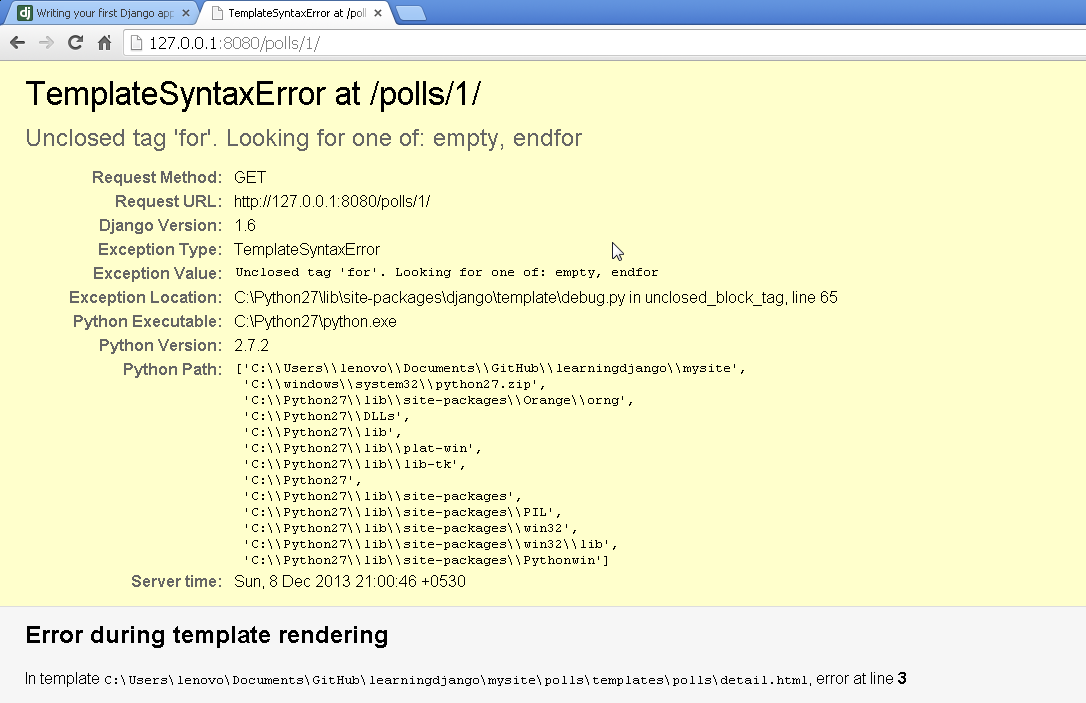 Writing your first Django app
TemplateSyntaxError at /poll
127.0.0.1:8080/polls/1/
TemplateSyntaxError at /polls/1/
Unclosed tag 'for'. Looking for one of: empty, endfor
Request Method: GET
Request URL: http://127.0.0.1:8080/polls/1/
Django Version: 1.6
Exception Type: TemplateSyntaxError
Exception Value: Unclosed tag 'for'. Looking for one of: empty, endfor
Exception Location: C:\Python27\lib\site-packages\django\template\debug.py in unclosed_block_tag, line 65
Python Executable: C:\Python27\python.exe
Python Version: 2.7.2
Python Path: ['C:\\Users\\lenovo\\Documents\\GitHub\\learningdjango\\mysite',
'C:\\windows\\system32\\python27.zip',
'C:\\Python27\\lib\\site-packages\\Orange\\orng',
'C:\\Python27\\DLLs',
'C:\\Python27\\lib',
'C:\\Python27\\lib\\plat-win',
'C:\\Python27\\lib\\lib-tk',
'C:\\Python27',
'C:\\Python27\\lib\\site-packages',
'C:\\Python27\\lib\\site-packages\\PIL',
'C:\\Python27\\lib\\site-packages\\win32',
'C:\\Python27\\lib\\site-packages\\win32\\lib',
'C:\\Python27\\lib\\site-packages\\Pythonwin']
Server time: Sun, 8 Dec 2013 21:00:46 +0530
Error during template rendering
In template C:\Users\lenovo\Documents\GitHub\learningdjango\mysite\polls\templates\polls\detail.html, error at line 3